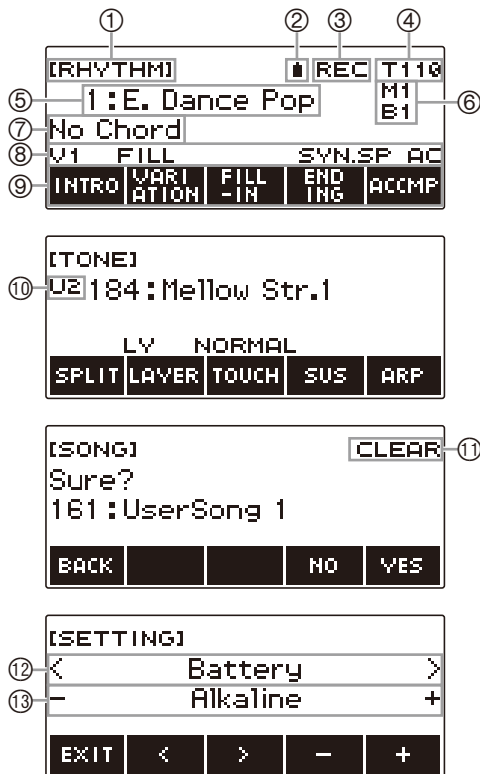 ① ② ③ ④
[RHYTHM] REC T110
⑤ 1:E. Dance Pop M1 ⑥
B1
⑦ No Chord
⑧ V1 FILL SYN.SP AC
⑨ INTRO VARI FILL END ACCMP
ATION -IN ING
[TONE]
⑩ U2 184:Mellow Str.1
LY NORMAL
SPLIT LAYER TOUCH SUS ARP
[SONG] CLEAR ⑪
Sure?
161:UserSong 1
BACK NO YES
[SETTING]
⑫ < Battery >
⑬ - Alkaline +
EXIT < > - +